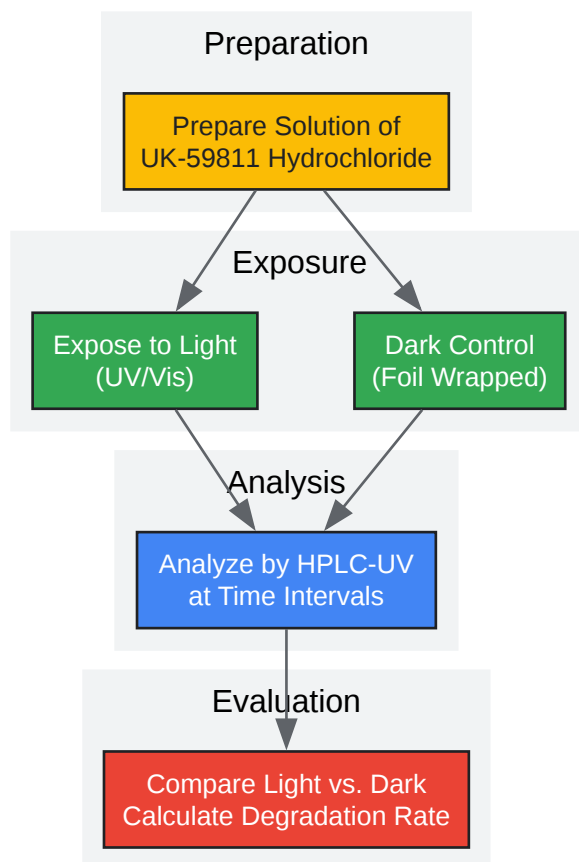 Preparation
Prepare Solution of
UK-59811 Hydrochloride
Exposure
Expose to Light
(UV/Vis)
Dark Control
(Foil Wrapped)
Analysis
Analyze by HPLC-UV
at Time Intervals
Evaluation
Compare Light vs. Dark
Calculate Degradation Rate